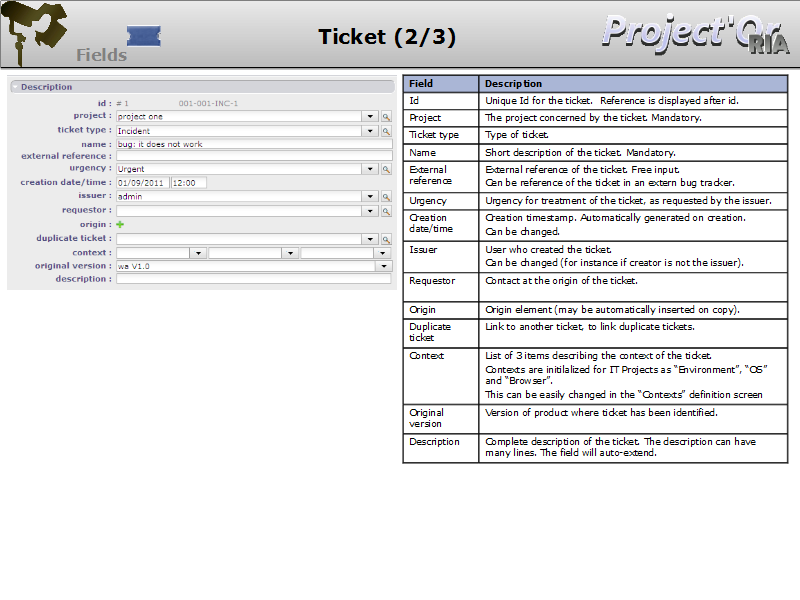 Fields
Ticket (2/3)
Project'Or
RIA
Description
id : # 1 001-001-INC-1
project : project one
ticket type : Incident
name : bug: it does not work
external reference :
urgency : Urgent
creation date/time : 01/09/2011 12:00
issuer : admin
requestor :
origin :
duplicate ticket :
context :
original version : wa V1.0
description :
Field Description
Id Unique Id for the ticket. Reference is displayed after id.
Project The project concerned by the ticket. Mandatory.
Ticket type Type of ticket.
Name Short description of the ticket. Mandatory.
External External reference of the ticket. Free input.
reference Can be reference of the ticket in an extern bug tracker.
Urgency Urgency for treatment of the ticket, as requested by the issuer.
Creation Creation timestamp. Automatically generated on creation.
date/time Can be changed.
Issuer User who created the ticket.
Can be changed (for instance if creator is not the issuer).
Requestor Contact at the origin of the ticket.
Origin Origin element (may be automatically inserted on copy).
Duplicate Link to another ticket, to link duplicate tickets.
ticket
Context List of 3 items describing the context of the ticket.
Contexts are initilalized for IT Projects as “Environment”, “OS”
and “Browser”.
This can be easily changed in the “Contexts” definition screen
Original Version of product where ticket has been identified.
version
Description Complete description of the ticket. The description can have
many lines. The field will auto-extend.